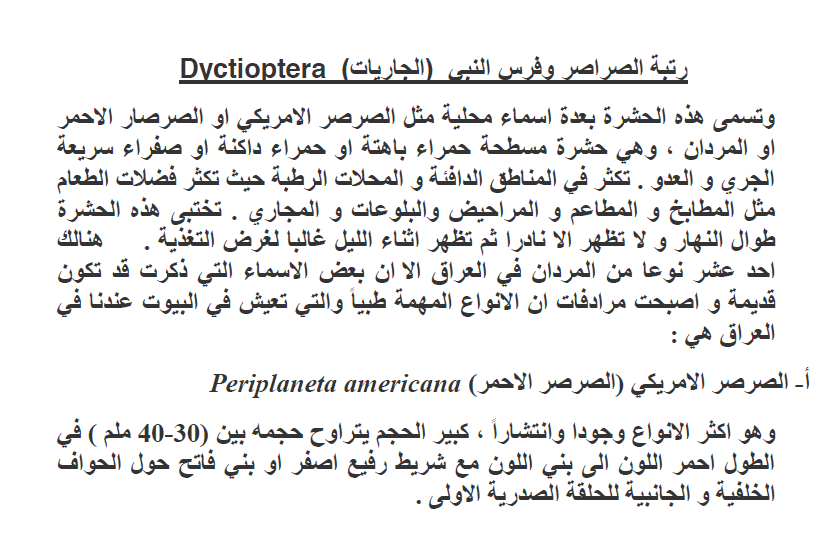 رتبة الصراصر وفرس النبي (الجاريات) Dyctioptera
وتسمى هذه الحشرة بعدة اسماء محلية مثل الصرصر الامريكي او الصرصار الاحمر
او المردان ، وهي حشرة مسطحة حمراء باهتة او حمراء داكنة او صفراء سريعة
الجري و العدو . تكثر في المناطق الدافئة و المحلات الرطبة حيث تكثر فضلات الطعام
مثل المطابخ و المطاعم و المراحيض والبلوعات و المجاري . تختبى هذه الحشرة
طوال النهار و لا تظهر الا نادرا ثم تظهر اثناء الليل غالبا لغرض التغذية . هنالك
احد عشر نوعا من المردان في العراق الا ان بعض الاسماء التي ذكرت قد تكون
قديمة و اصبحت مرادفات ان الانواع المهمة طبياً والتي تعيش في البيوت عندنا في
العراق هي :
أ- الصرصر الامريكي (الصرصر الاحمر) Periplaneta americana
وهو اكثر الانواع وجودا وانتشاراً ، كبير الحجم يتراوح حجمه بين (30-40 ملم ) في
الطول احمر اللون الى بني اللون مع شريط رفيع اصفر او بني فاتح حول الحواف
الخلفية و الجانبية للحلقة الصدرية الاولى .